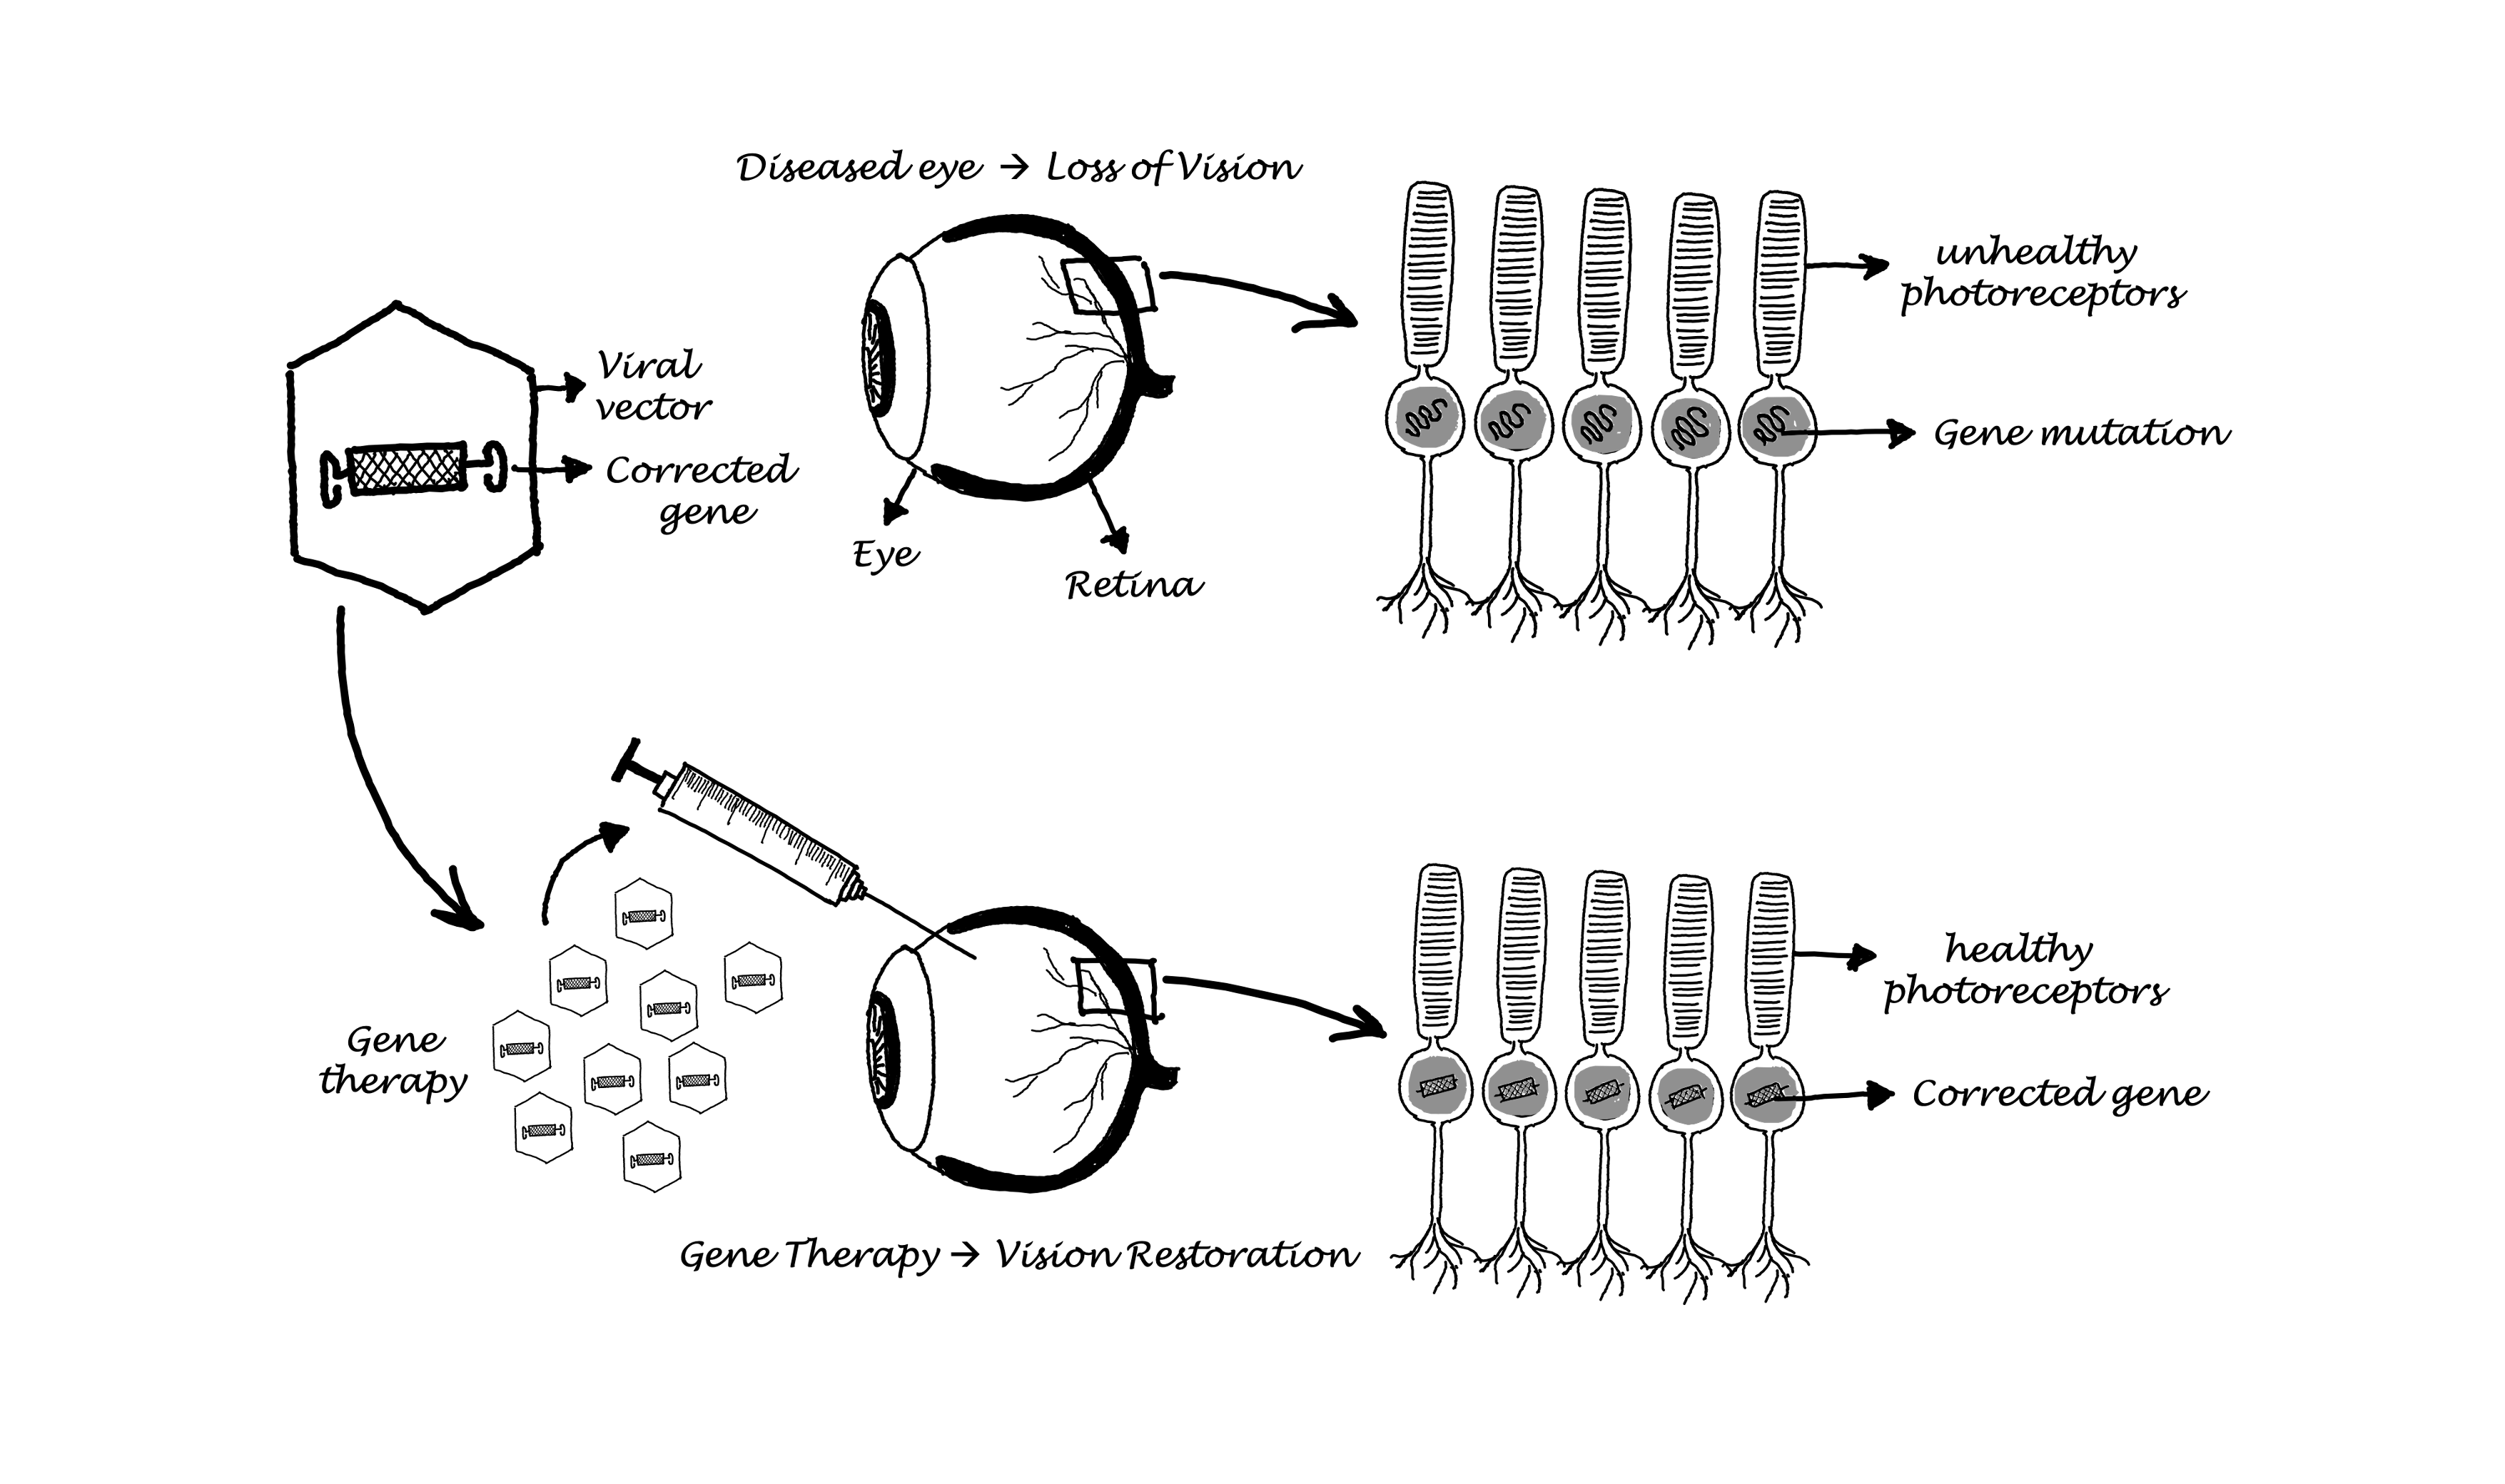 Diseased eye → Loss of Vision
unhealthy
photoreceptors
Viral
vector
Corrected
gene
Gene mutation
Eye
Retina
Gene
therapy
healthy
photoreceptors
Corrected gene
Gene Therapy → Vision Restoration